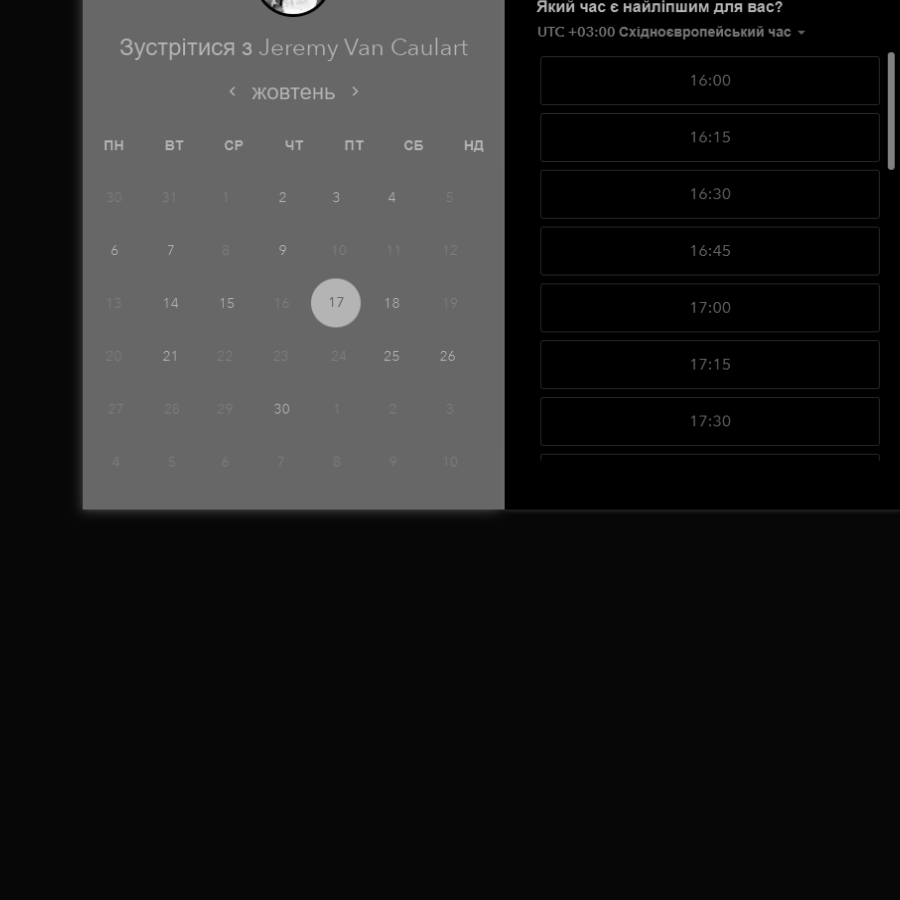 Зустрітися з Jeremy Van Caulart
жовтень
ПН ВТ СР ЧТ ПТ СБ НД
30 31 1 2 3 4 5
6 7 8 9 10 11 12
13 14 15 16 17 18 19
20 21 22 23 24 25 26
27 28 29 30 1 2 3
4 5 6 7 8 9 10
Який час є найліпшим для вас?
UTC +03:00 Східноєвропейський час
16:00
16:15
16:30
16:45
17:00
17:15
17:30